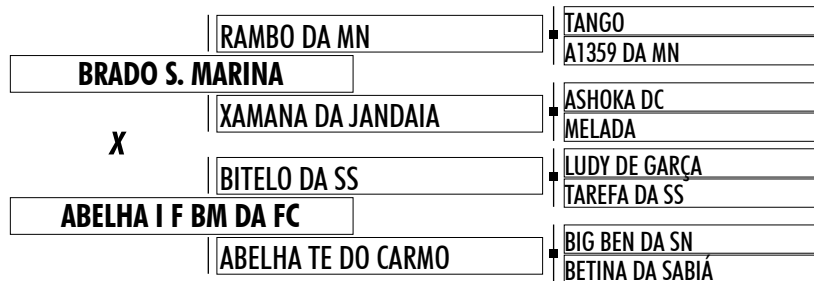 RAMBO DA MN
TANGO
A1359 DA MN
BRADO S. MARINA
XAMANA DA JANDAIA
ASHOKA DC
MELADA
X
BITELO DA SS
LUDY DE GARÇA
TAREFA DA SS
ABELHA I F BM DA FC
ABELHA TE DO CARMO
BIG BEN DA SN
BETINA DA SABIÁ